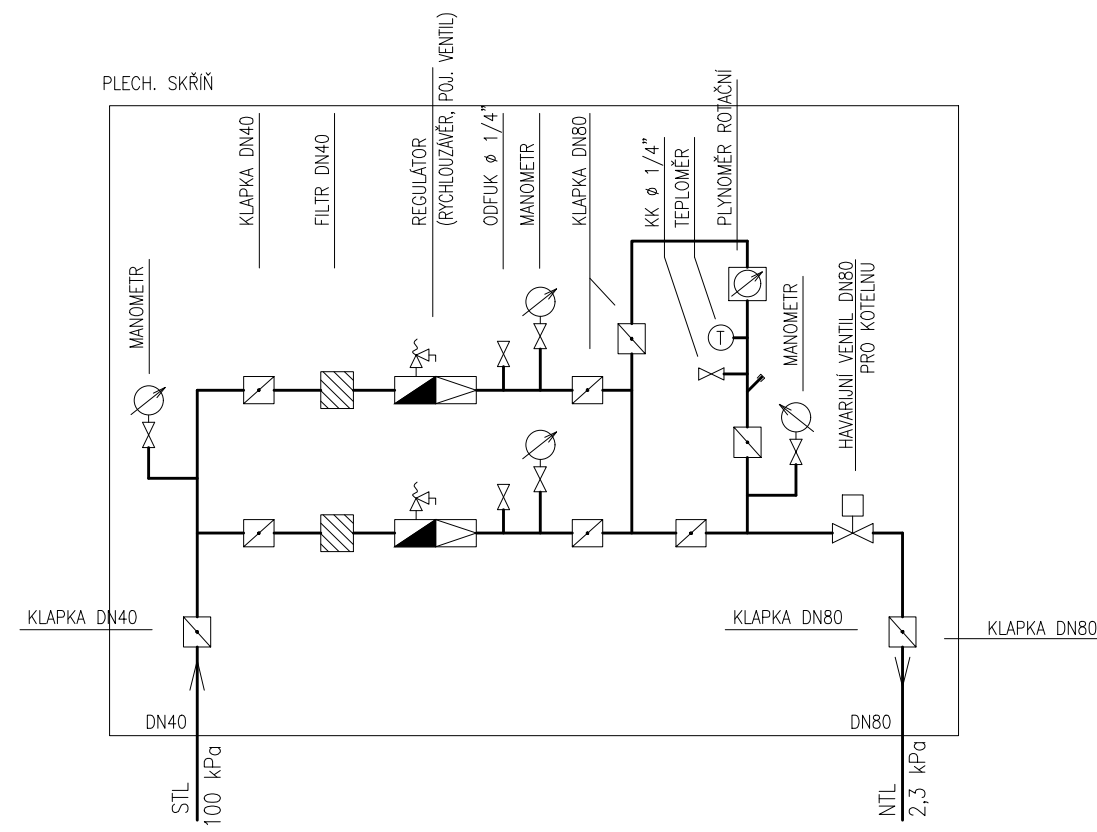 PLECH. SKŘÍŇ
MANOMETR
KLAPKA DN40
FILTR DN40
REGULÁTOR
(RYCHLOUZÁVĚR, POJ. VENTIL)
ODFUK ø 1/4"
MANOMETR
KLAPKA DN80
KK ø 1/4"
TEPLOMĚR
PLYNOMĚR ROTAČNÍ
MANOMETR
HAVARIJNÍ VENTIL DN80
PRO KOTELNU
T
KLAPKA DN40
KLAPKA DN80
KLAPKA DN80
DN40
DN80
STL
100 kPa
NTL
2,3 kPa